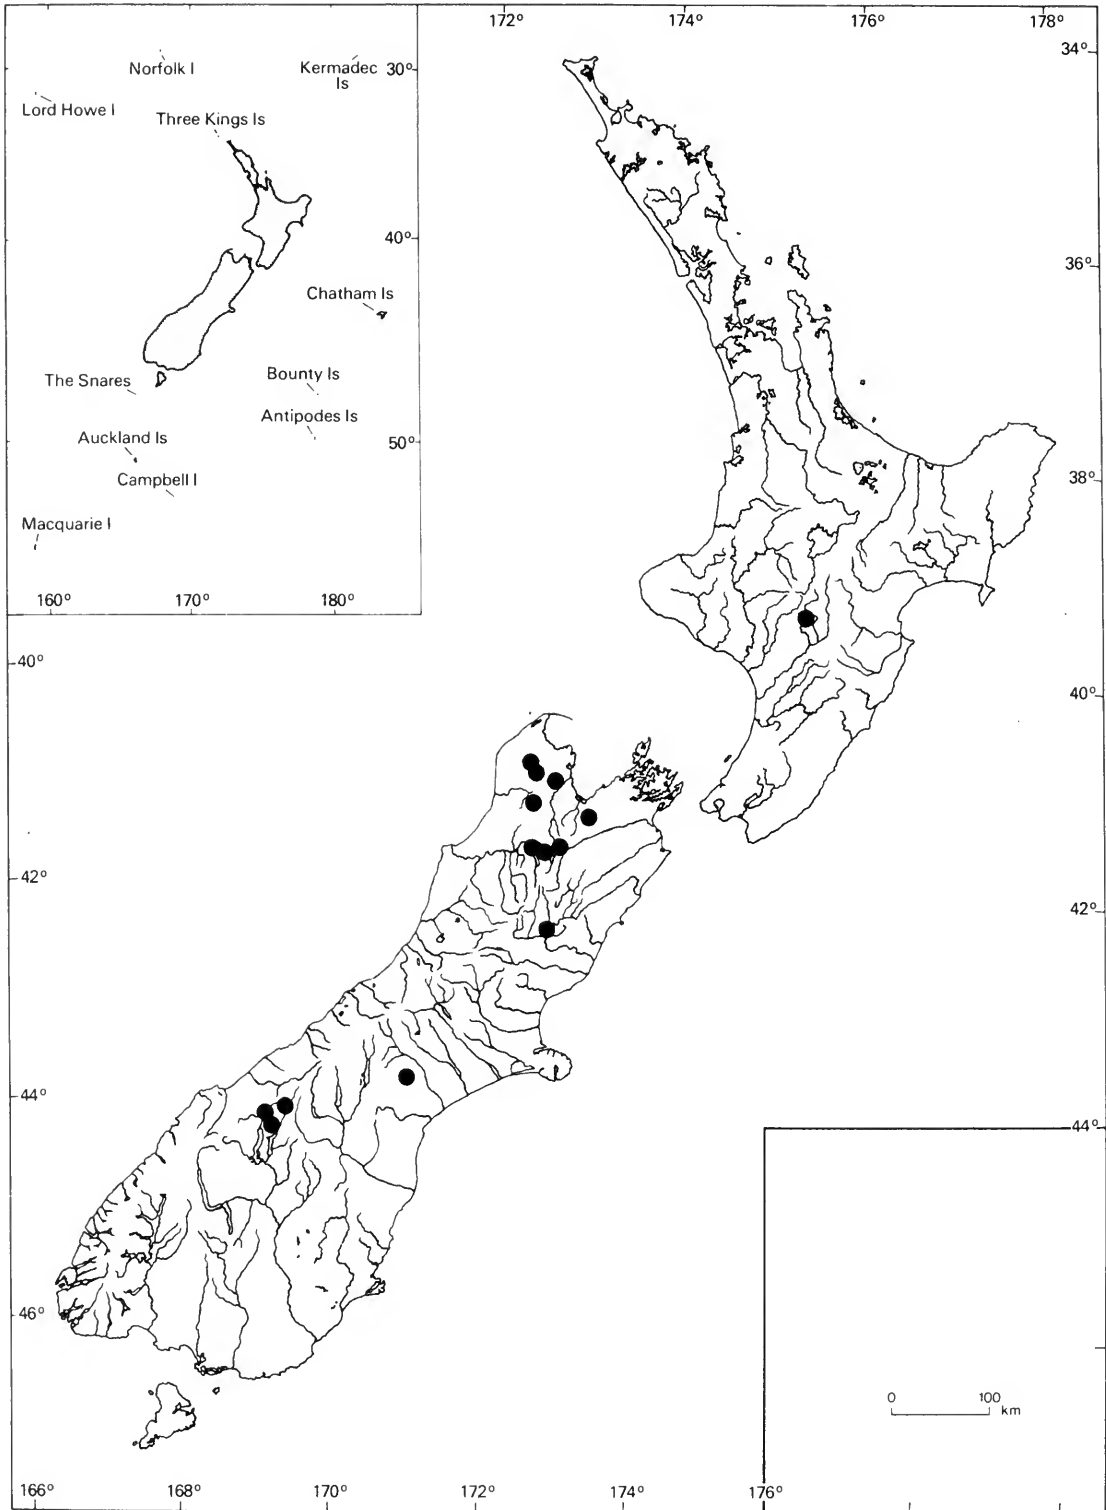 172° 174° 176° 178°
34°
Norfolk I
Kermadec
Is
30°
Lord Howe I
Three Kings Is
40°
36°
Chatham Is
The Snares
Bounty Is
Antipodes Is
Auckland Is
50°
Campbell I
38°
Macquarie I
160° 170° 180°
40°
40°
42°
42°
44°
44°
46°
0 100
km
166° 168° 170° 172° 174° 176°